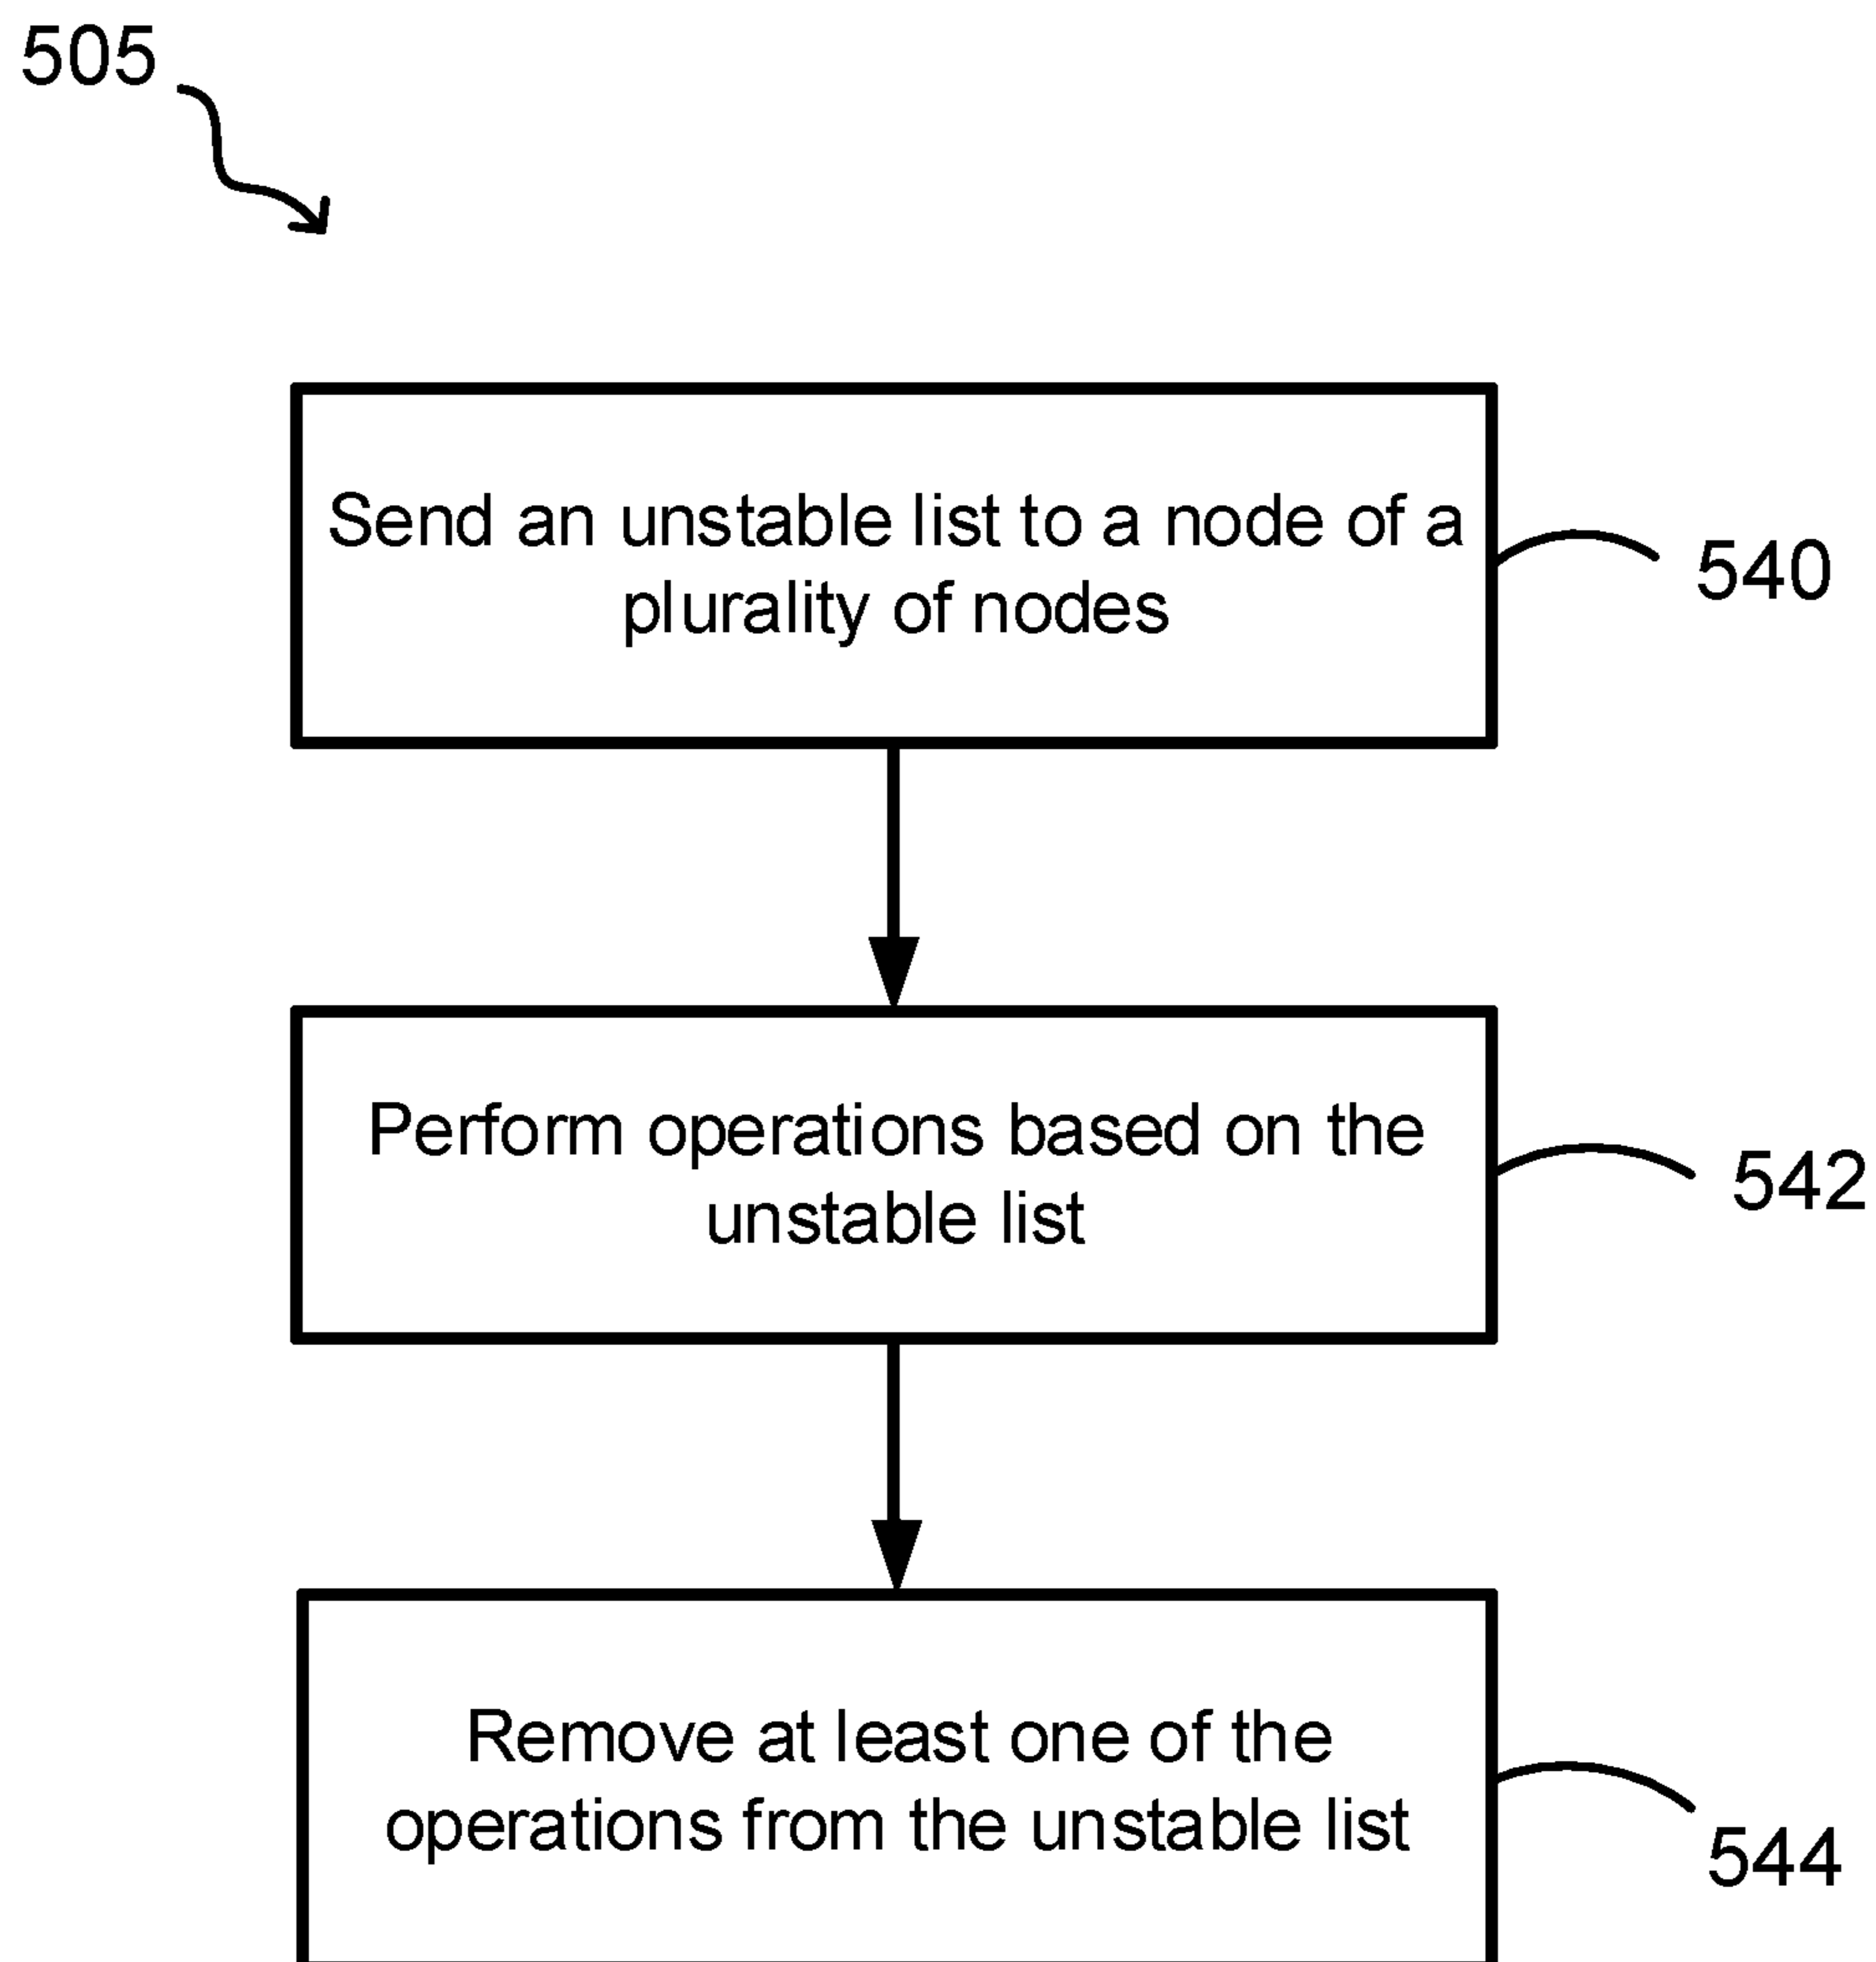 505
Send an unstable list to a node of a
plurality of nodes
540
Perform operations based on the
unstable list
542
Remove at least one of the
operations from the unstable list
544